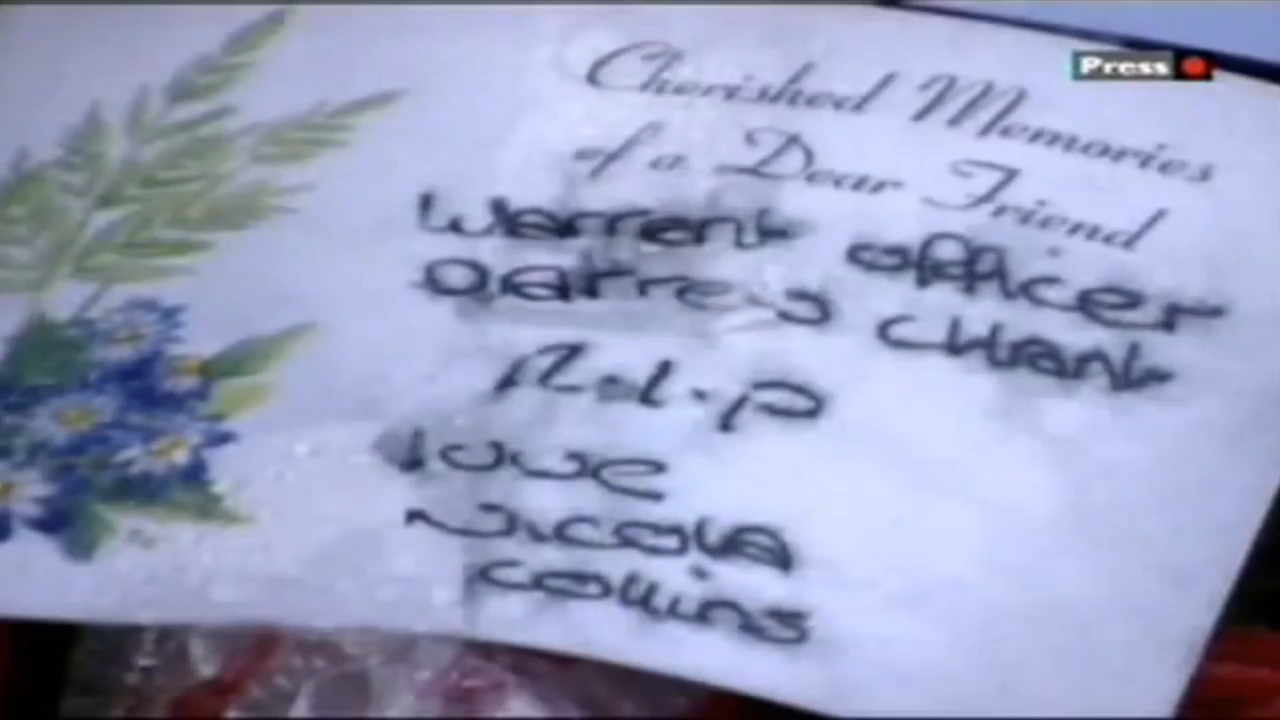 Press
Cherished Memories
of a Dear Friend
Warrent officer
Darren Chant
R.I.P
love
Nicola
Collins